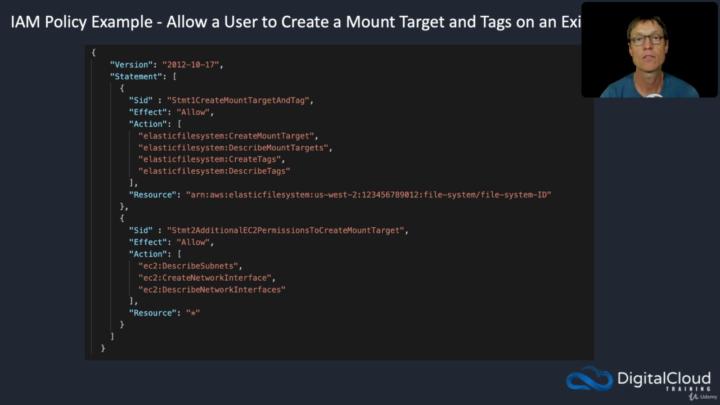 IAM Policy Example - Allow a User to Create a Mount Target and Tags on an Exi
{
"Version": "2012-10-17",
"Statement": [
{
"Sid" : "Stmt1CreateMountTargetAndTag",
"Effect": "Allow",
"Action": [
"elasticfilesystem:CreateMountTarget",
"elasticfilesystem:DescribeMountTargets",
"elasticfilesystem:CreateTags",
"elasticfilesystem:DescribeTags"
],
"Resource": "arn:aws:elasticfilesystem:us-west-2:123456789012:file-system/file-system-ID"
},
{
"Sid" : "Stmt2AdditionalEC2PermissionsToCreateMountTarget",
"Effect": "Allow",
"Action": [
"ec2:DescribeSubnets",
"ec2:CreateNetworkInterface",
"ec2:DescribeNetworkInterfaces"
],
"Resource": "*"
}
]
}
DigitalCloud
TRAINING
Udemy